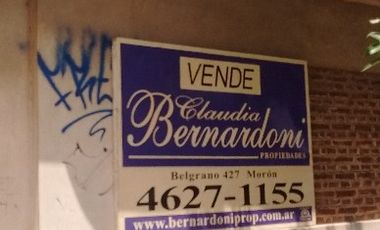 VENDE
Claudia
Bernardoni
PROPIEDADES
Belgrano 427 Morón
4627-1155
www.bernardoniprop.com.ar